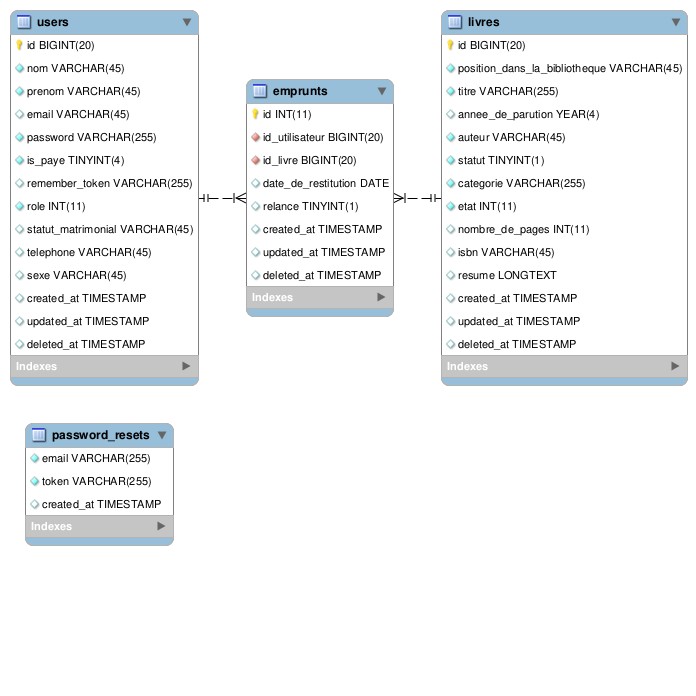 users
id BIGINT(20)
nom VARCHAR(45)
prenom VARCHAR(45)
email VARCHAR(45)
password VARCHAR(255)
is_paye TINYINT(4)
remember_token VARCHAR(255)
role INT(11)
statut_matrimonial VARCHAR(45)
telephone VARCHAR(45)
sexe VARCHAR(45)
created_at TIMESTAMP
updated_at TIMESTAMP
deleted_at TIMESTAMP
Indexes
emprunts
id INT(11)
id_utilisateur BIGINT(20)
id_livre BIGINT(20)
date_de_restitution DATE
relance TINYINT(1)
created_at TIMESTAMP
updated_at TIMESTAMP
deleted_at TIMESTAMP
Indexes
livres
id BIGINT(20)
position_dans_la_bibliotheque VARCHAR(45)
titre VARCHAR(255)
annee_de_parution YEAR(4)
auteur VARCHAR(45)
statut TINYINT(1)
categorie VARCHAR(255)
etat INT(11)
nombre_de_pages INT(11)
isbn VARCHAR(45)
resume LONGTEXT
created_at TIMESTAMP
updated_at TIMESTAMP
deleted_at TIMESTAMP
Indexes
password_resets
email VARCHAR(255)
token VARCHAR(255)
created_at TIMESTAMP
Indexes